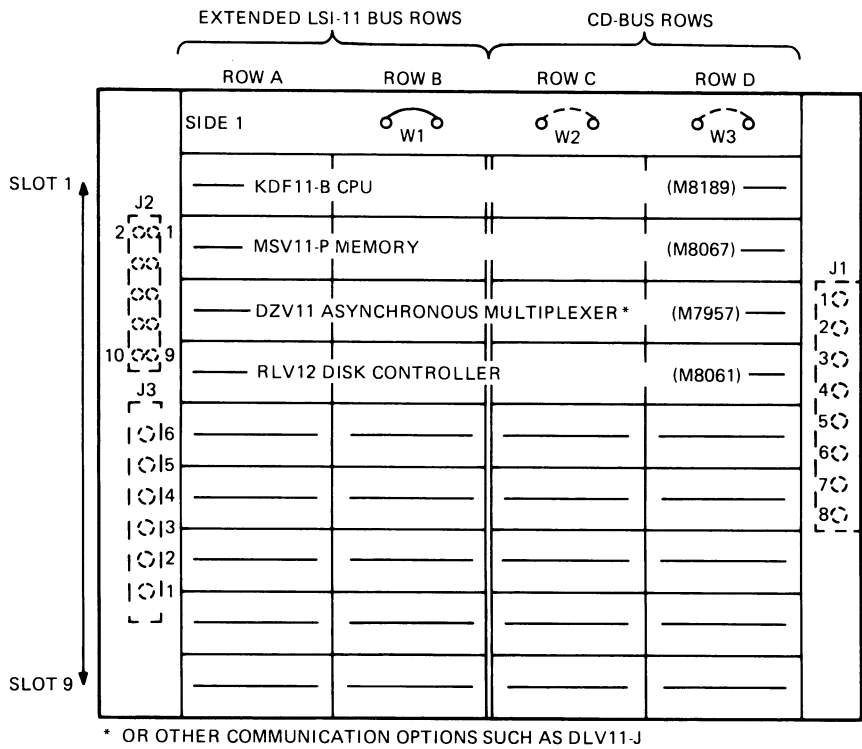 EXTENDED LSI-11 BUS ROWS
CD-BUS ROWS
ROW A ROW B ROW C ROW D
SIDE 1
W1 W2 W3
SLOT 1
KDF11-B CPU (M8189)
J2
2 1
MSV11-P MEMORY (M8067)
J1
1
DZV11 ASYNCHRONOUS MULTIPLEXER * (M7957)
2
10 9
3
RLV12 DISK CONTROLLER (M8061)
J3
4
6
5
5
6
4
7
3
8
2
1
SLOT 9
* OR OTHER COMMUNICATION OPTIONS SUCH AS DLV11-J